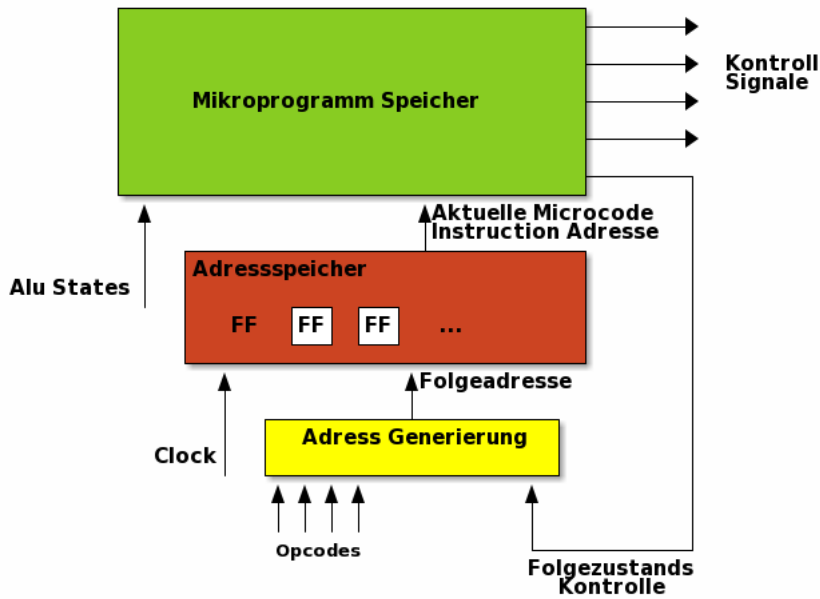 Mikroprogramm Speicher
Kontroll
Signale
Aktuelle Microcode
Instruction Adresse
Alu States
Adressspeicher
FF FF FF ...
Folgeadresse
Clock
Adress Generierung
Opcodes
Folgezustands
Kontrolle